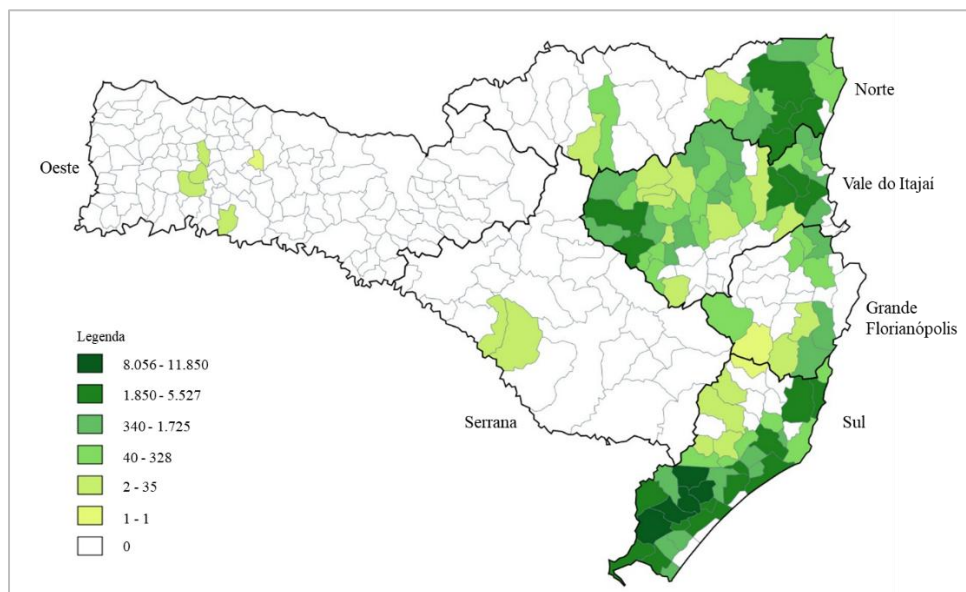 Norte
Oeste
Vale do Itajaí
Grande
Florianópolis
Legenda
8.056 - 11.850
1.850 - 5.527
340 - 1.725
40 - 328
2 - 35
1 - 1
0
Serrana
Sul